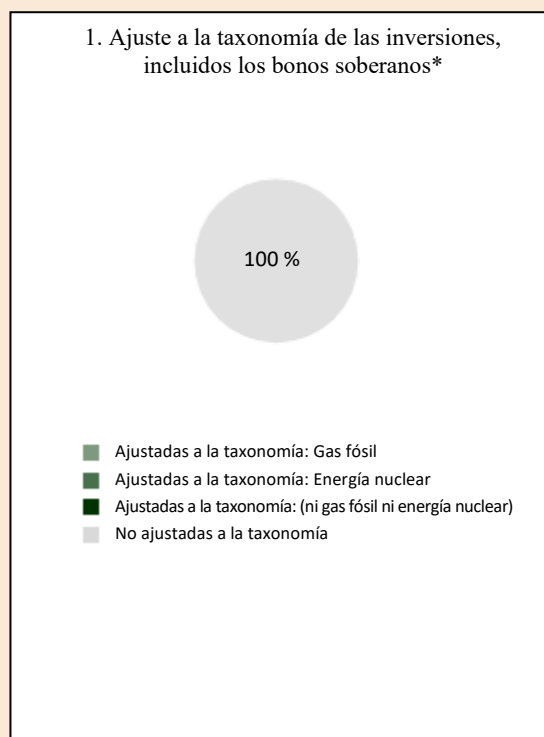 1. Ajuste a la taxonomía de las inversiones,
incluidos los bonos soberanos*
100 %
Ajustadas a la taxonomía: Gas fósil
Ajustadas a la taxonomía: Energía nuclear
Ajustadas a la taxonomía: (ni gas fósil ni energía nuclear)
No ajustadas a la taxonomía